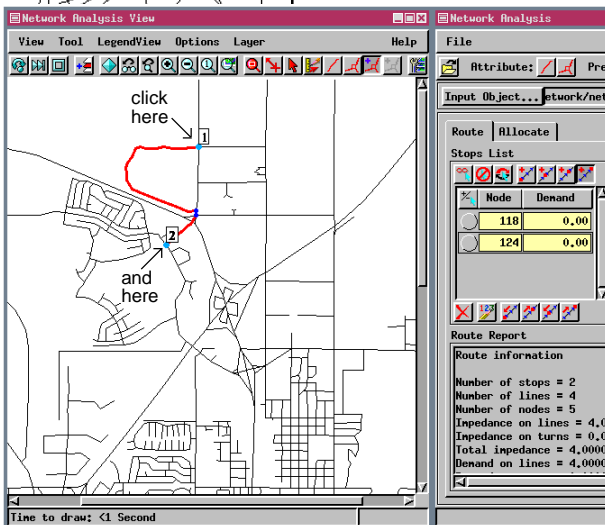 Network Analysis View
View Tool LegendView Options Layer Help
click
here
1
2
and
here
Time to draw: <1 Second
Network Analysis
File
Attribute: Pre
Input Object... etwork/net
Route Allocate
Stops List
Node Demand
118 0.00
124 0.00
123
Route Report
Route information
Number of stops = 2
Number of lines = 4
Number of nodes = 5
Impedance on lines = 4.0
Impedance on turns = 0.0
Total impedance = 4.0000
Demand on lines = 4.0000